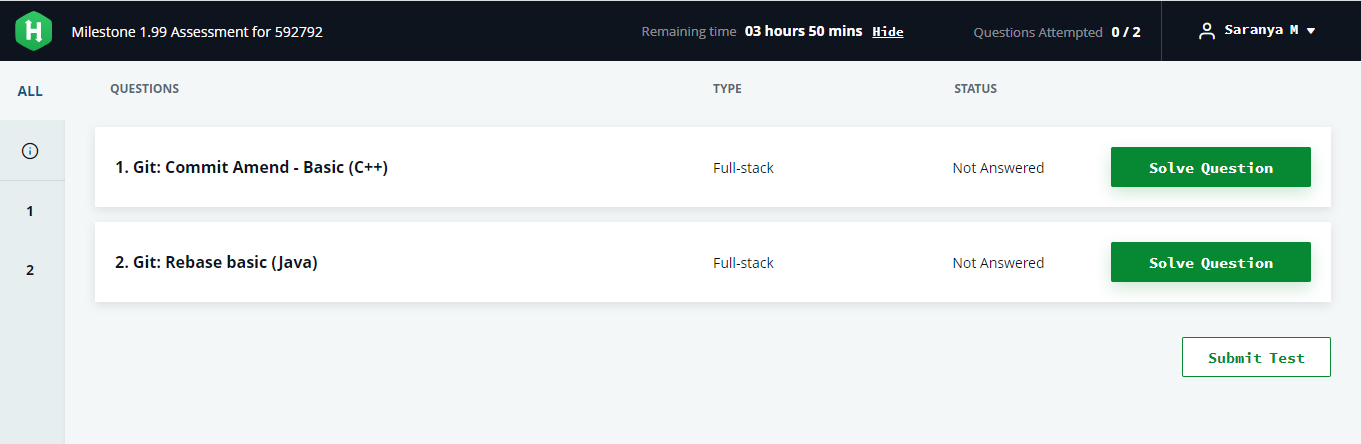 H
Milestone 1.99 Assessment for 592792
Remaining time 03 hours 50 mins Hide
Questions Attempted 0 / 2
Saranya M
ALL
QUESTIONS TYPE STATUS
1. Git: Commit Amend - Basic (C++) Full-stack Not Answered Solve Question
1
2. Git: Rebase basic (Java) Full-stack Not Answered Solve Question
2
Submit Test